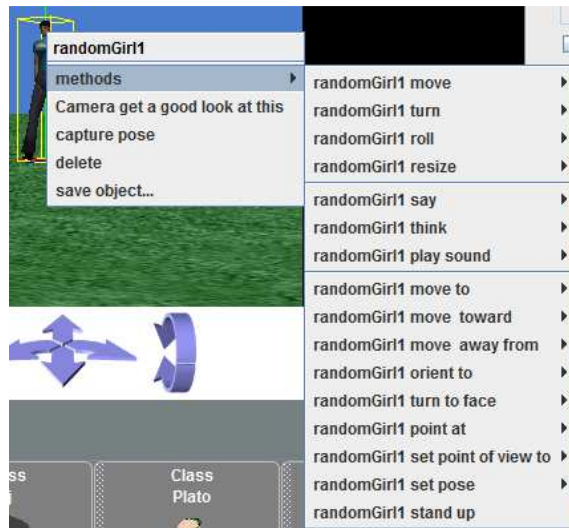 randomGirl1
methods
Camera get a good look at this
capture pose
delete
save object...
randomGirl1 move
randomGirl1 turn
randomGirl1 roll
randomGirl1 resize
randomGirl1 say
randomGirl1 think
randomGirl1 play sound
randomGirl1 move to
randomGirl1 move toward
randomGirl1 move away from
randomGirl1 orient to
randomGirl1 turn to face
randomGirl1 point at
randomGirl1 set point of view to
randomGirl1 set pose
randomGirl1 stand up
ss
Class
Plato